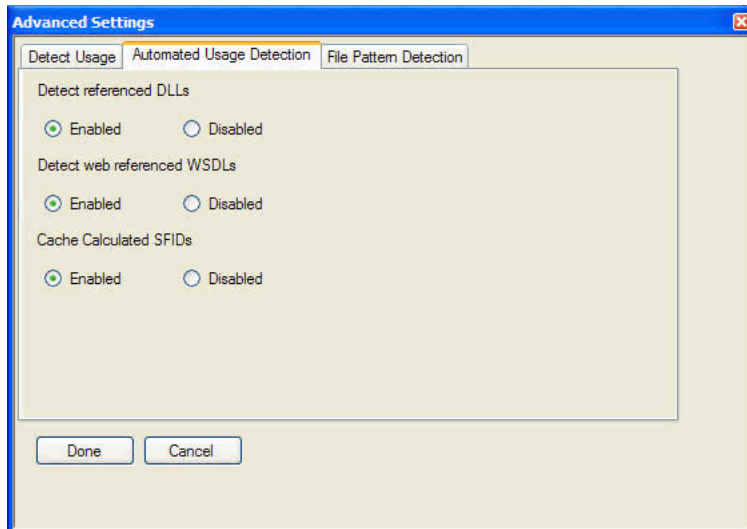 Advanced Settings
Detect Usage Automated Usage Detection File Pattern Detection
Detect referenced DLLs
Enabled Disabled
Detect web referenced WSDLs
Enabled Disabled
Cache Calculated SFIDs
Enabled Disabled
Done Cancel